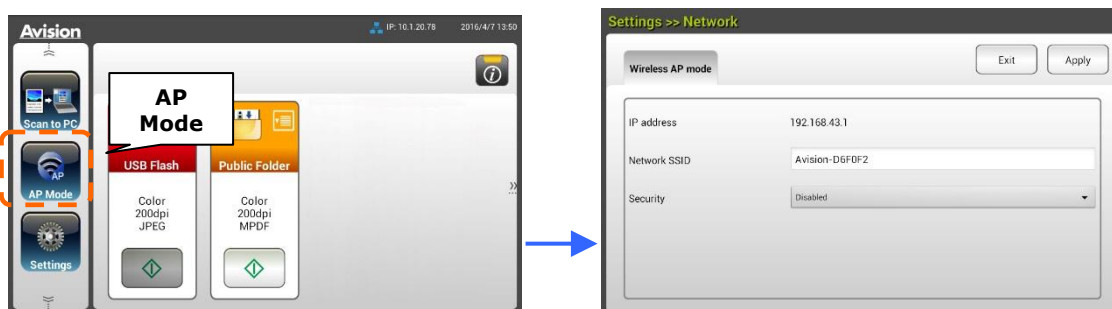 Avision
IP: 10.1.20.78
2016/4/7 13:50
Scan to PC
AP
Mode
AP
AP Mode
USB Flash
Public Folder
Color
200dpi
JPEG
Color
200dpi
MPDF
Settings
Settings >> Network
Wireless AP mode
Exit
Apply
IP address
192.168.43.1
Network SSID
Avision-D6F0F2
Security
Disabled